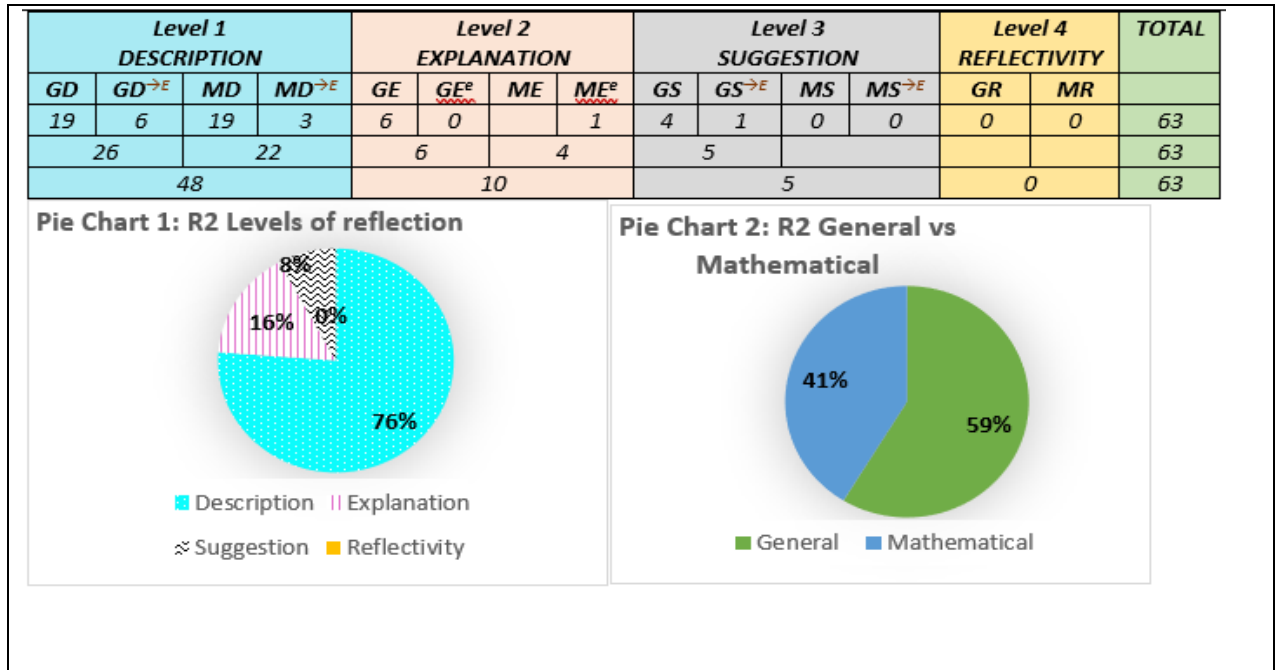 Level 1 Level 2 Level 3 Level 4 TOTAL
DESCRIPTION EXPLANATION SUGGESTION REFLECTIVITY
GD GD→E MD MD→E GE GEe ME MEe GS GS→E MS MS→E GR MR
19 6 19 3 6 0 1 4 1 0 0 0 0 63
26 22 6 4 5 63
48 10 5 0 63
Pie Chart 1: R2 Levels of reflection
8%
16%
0%
76%
Description Explanation
Suggestion Reflectivity
Pie Chart 2: R2 General vs
Mathematical
41%
59%
General Mathematical